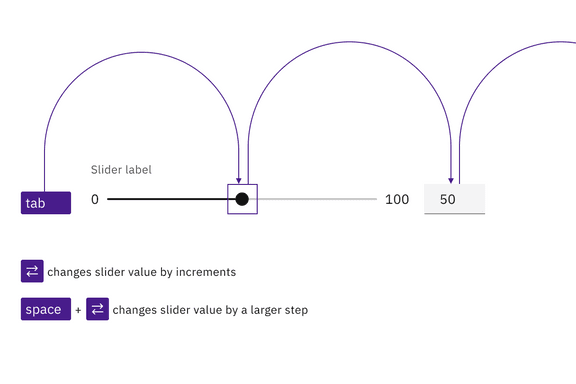 Slider label
tab 0 100 50
changes slider value by increments
space + changes slider value by a larger step